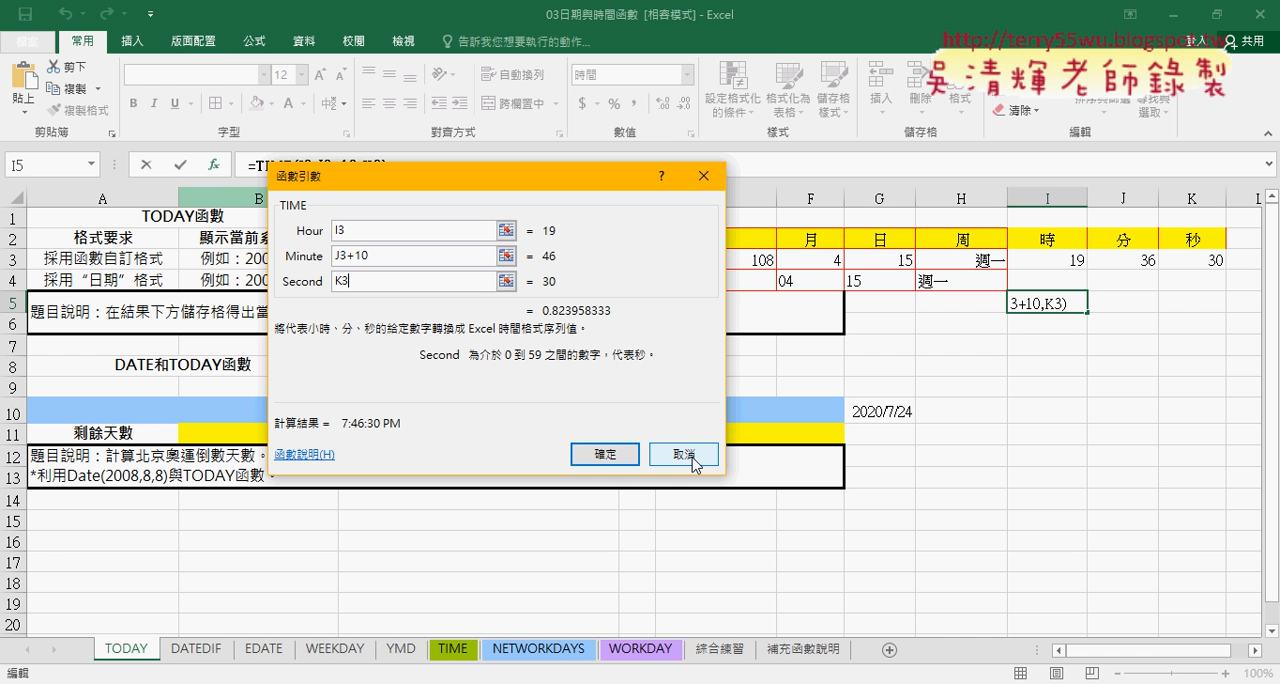 03日期與時間函數 [相容模式] - Excel
檔案 常用 插入 版面配置 公式 資料 校閱 檢視 告訴我您想要執行的動作... 登入 共用
http://terry55wu.blogspot.tw
吳清輝老師錄製
貼上 剪下 複製 複製格式 剪貼簿
12 B I U 字型
自動換列 跨欄置中 對齊方式
時間 $ % 數值
設定格式化的條件 格式化為表格 儲存格樣式 樣式
插入 刪除 格式 儲存格
清除 排序與篩選 尋找與選取 編輯
I5
函數引數
TIME
Hour I3 = 19
Minute J3+10 = 46
Second K3 = 30
= 0.823958333
將代表小時、分、秒的給定數字轉換成 Excel 時間格式序列值。
Second 為介於 0 到 59 之間的數字，代表秒。
計算結果 = 7:46:30 PM
函數說明(H) 確定 取消
A B F G H I J K L
1 TODAY函數
2 格式要求 月 日 周 時 分 秒
3 採用函數自訂格式 例如：200 108 4 15 週一 19 36 30
4 採用“日期”格式 例如：200 04 15 週一
5 題目說明：在結果下方儲存格得出當 3+10,K3)
6
7
8 DATE和TODAY函數
9
10 2020/7/24
11 剩餘天數
12 題目說明：計算北京奧運倒數天數。
13 *利用Date(2008,8,8)與TODAY函數。
14
15
16
17
18
19
20
TODAY DATEDIF EDATE WEEKDAY YMD TIME NETWORKDAYS WORKDAY 綜合練習 補充函數說明
編輯 100%